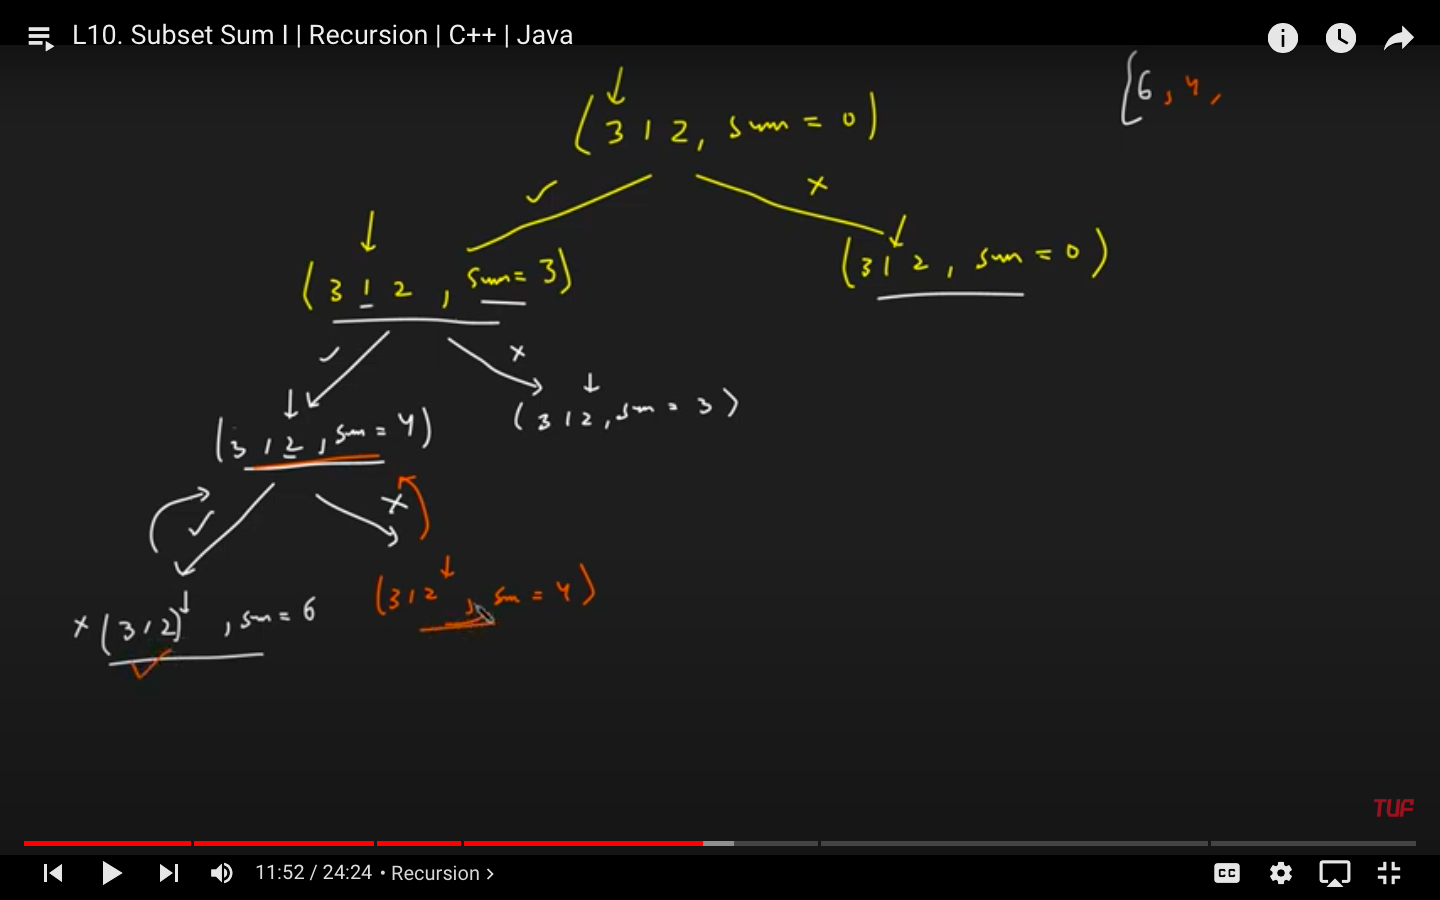 L10. Subset Sum I | Recursion | C++ | Java
[6, 4,
(3 1 2, sum = 0)
✓ ×
(3 1 2, sum = 3)
(3 1 2, sum = 0)
✓ ×
(3 1 2, sum = 4)
(3 1 2, sum = 3)
✓ ×
× (3 1 2), sum = 6
(3 1 2, sum = 4)
✓
TUF
11:52 / 24:24 • Recursion >
CC